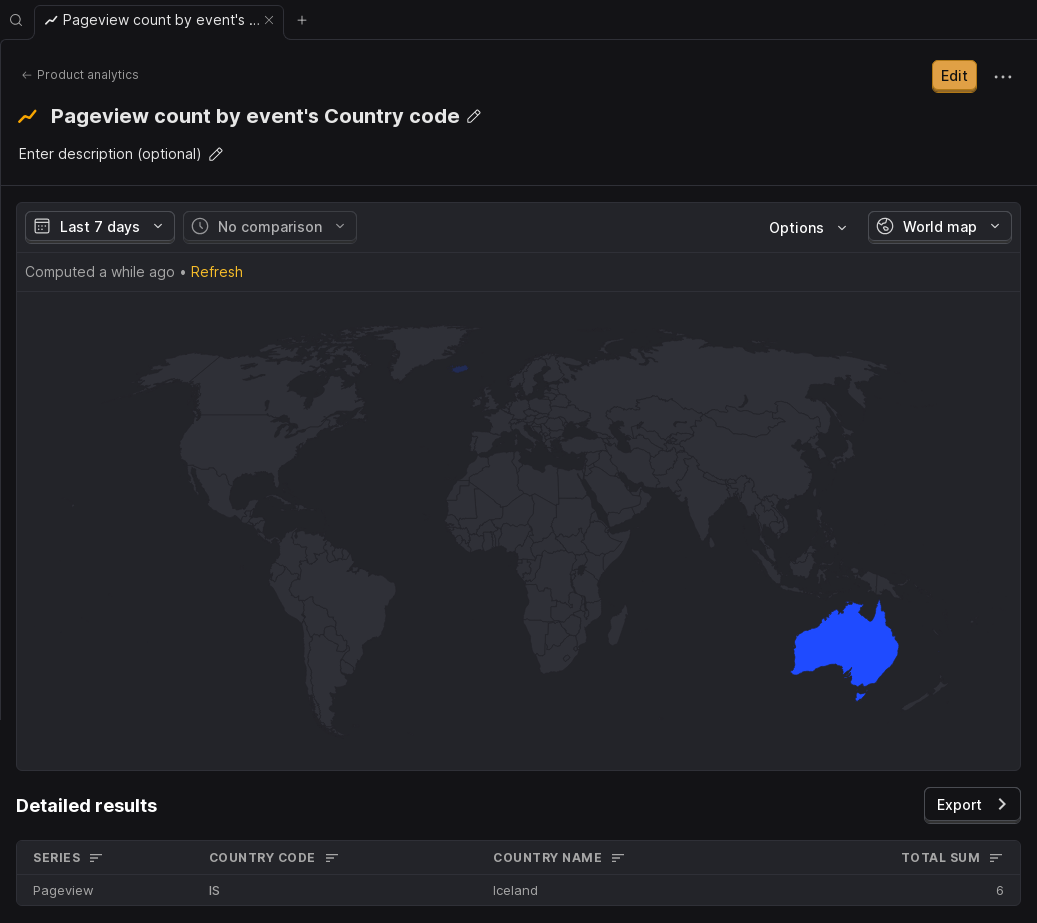 Pageview count by event's ...
Product analytics
Edit
Pageview count by event's Country code
Enter description (optional)
Last 7 days
No comparison
Options
World map
Computed a while ago • Refresh
Detailed results
Export
SERIES COUNTRY CODE COUNTRY NAME TOTAL SUM
Pageview IS Iceland 6